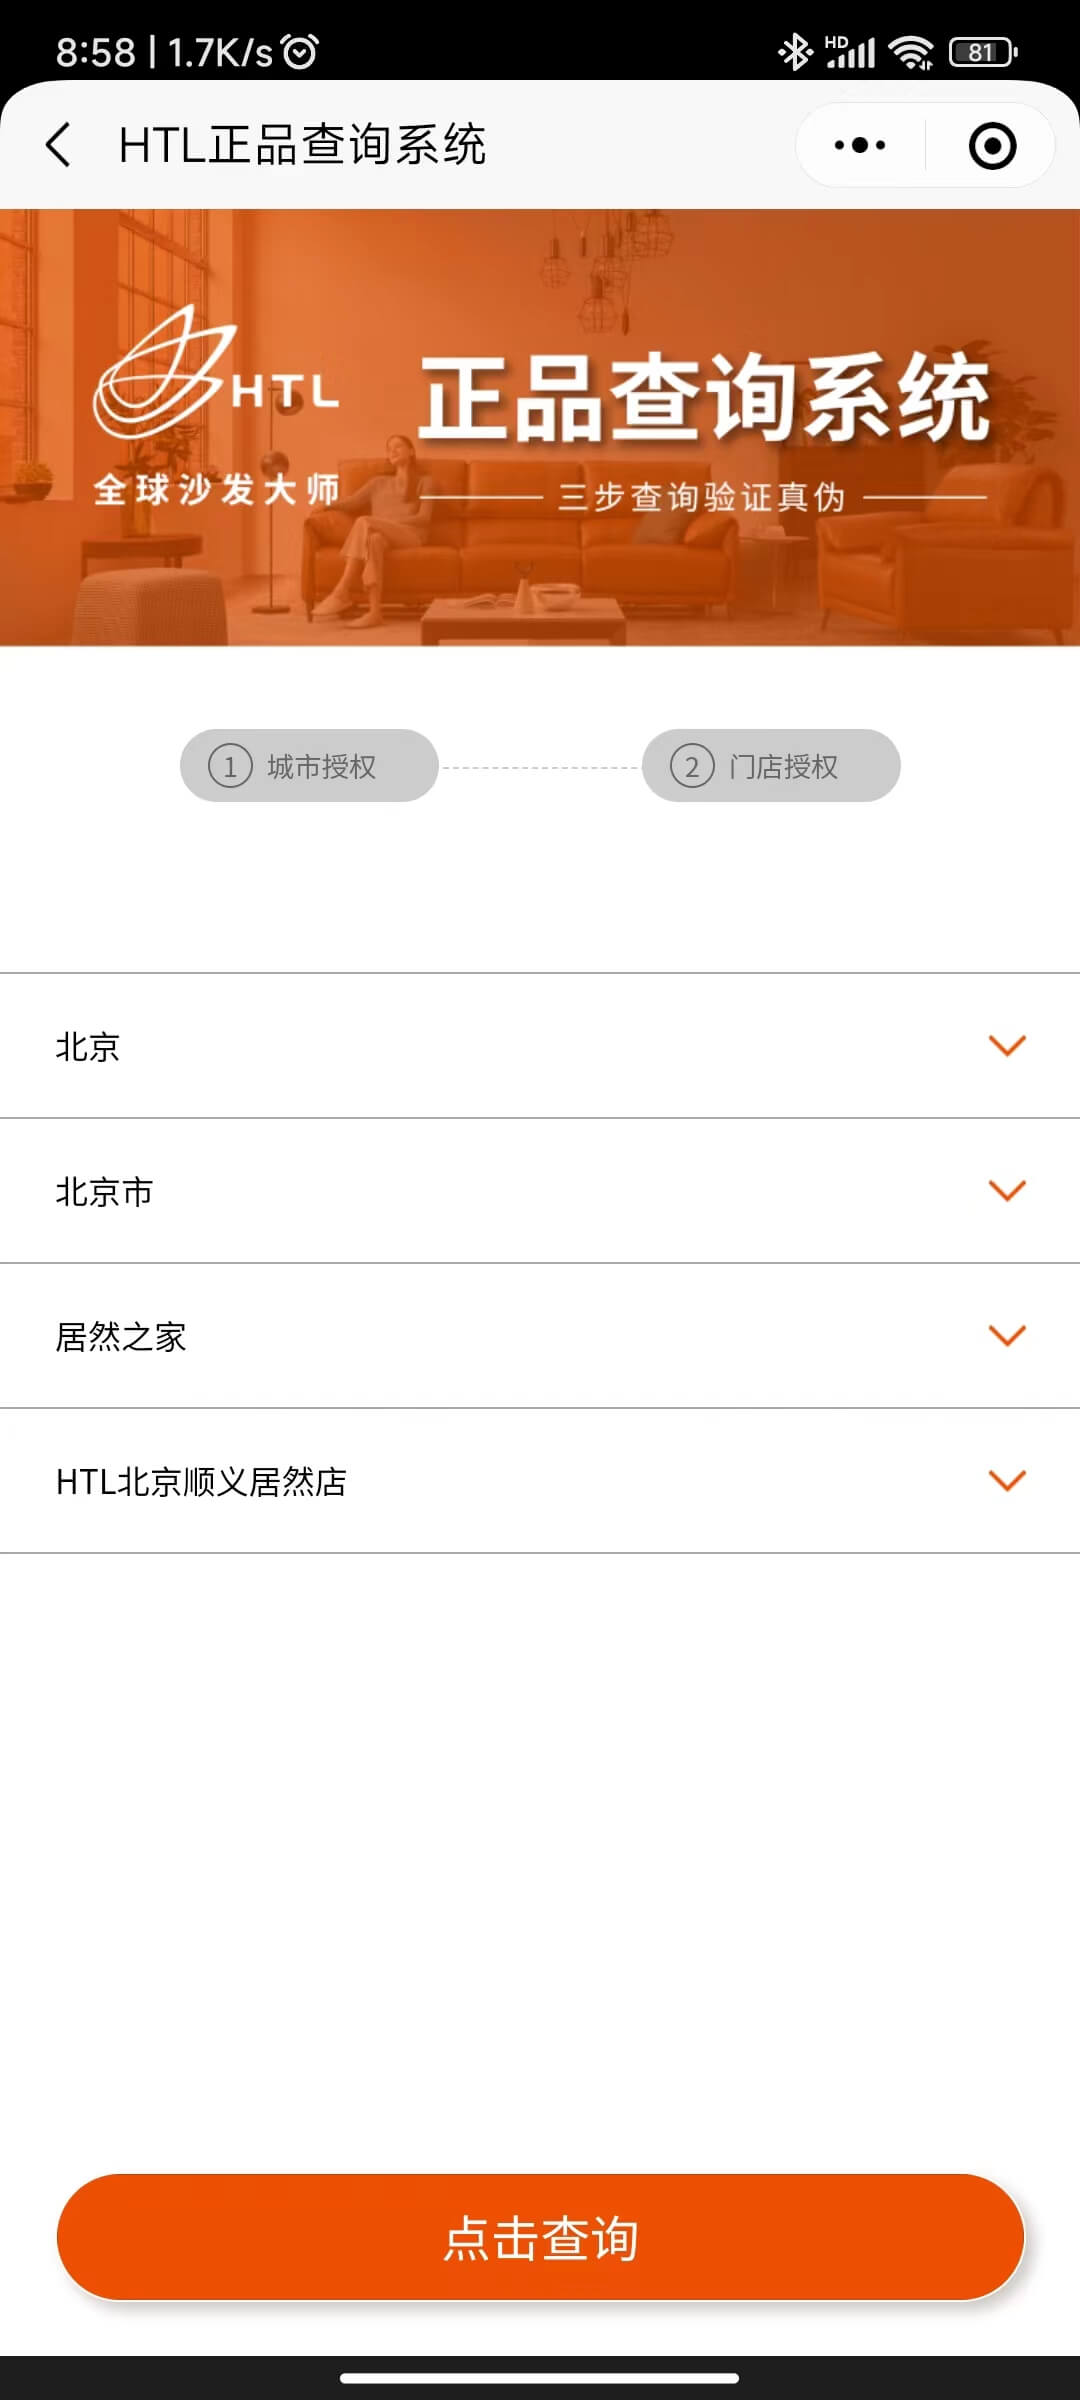 8:58 | 1.7K/s
HD
81
HTL正品查询系统
HTL
全球沙发大师
正品查询系统
三步查询验证真伪
1 城市授权
2 门店授权
北京
北京市
居然之家
HTL北京顺义居然店
点击查询